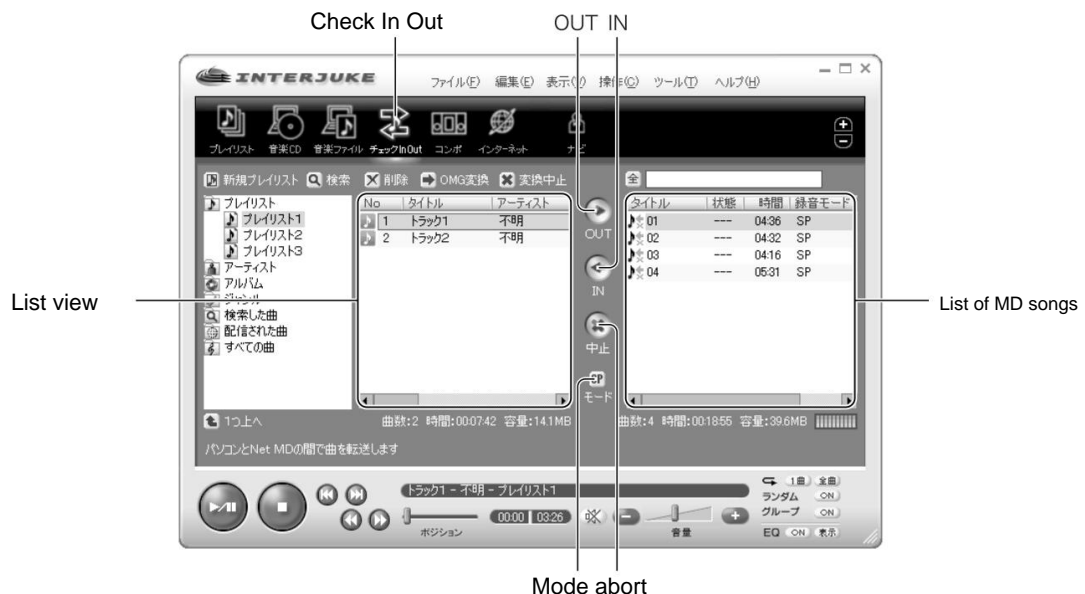 Check In Out
OUT IN
INTERJUKE
ファイル(F) 編集(E) 表示(V) 操作(C) ツール(T) ヘルプ(H)
プレイリスト 音楽CD 音楽ファイル チェックIn Out コンポ インターネット ナビ
新規プレイリスト 検索 削除 OMG変換 変換中止 全
プレイリスト
プレイリスト1
プレイリスト2
プレイリスト3
アーティスト
アルバム
ジャンル
検索した曲
配信された曲
すべての曲
No タイトル アーティスト
1 トラック1 不明
2 トラック2 不明
OUT
IN
中止
SP
モード
タイトル 状態 時間 録音モード
01 --- 04:36 SP
02 --- 04:32 SP
03 --- 04:16 SP
04 --- 05:31 SP
List view
List of MD songs
1つ上へ 曲数:2 時間:00:07:42 容量:14.1MB 曲数:4 時間:00:18:55 容量:39.6MB
パソコンとNet MDの間で曲を転送します
トラック1 - 不明 - プレイリスト1
00:00 03:26
ポジション
音量
1曲 全曲
ランダム ON
グループ ON
EQ ON 表示
Mode abort